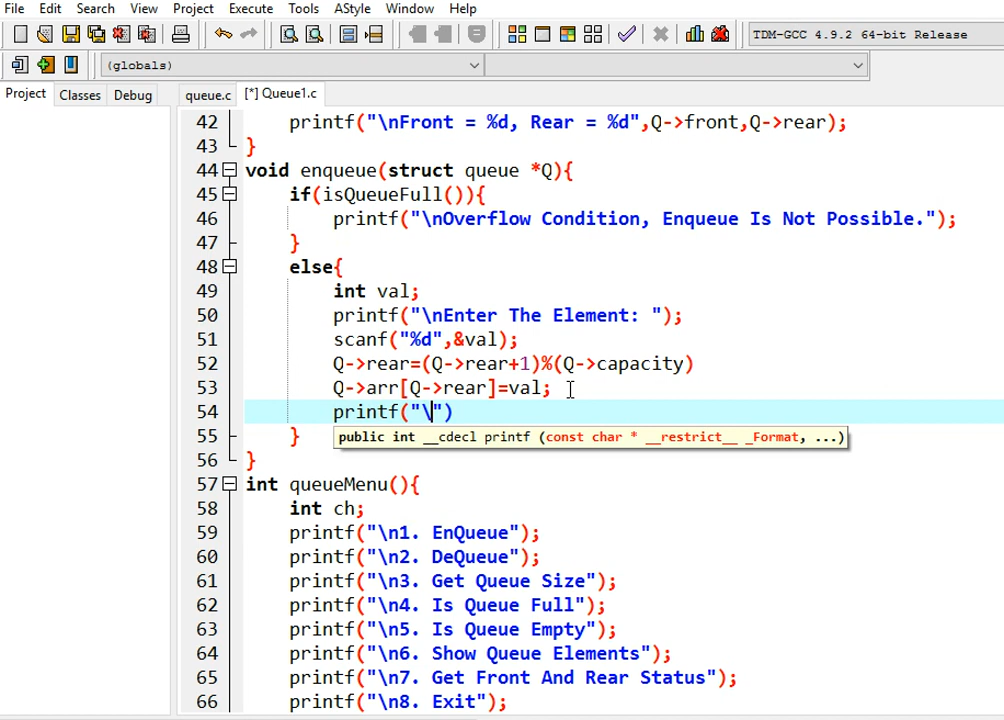 File Edit Search View Project Execute Tools AStyle Window Help
TDM-GCC 4.9.2 64-bit Release
(globals)
Project Classes Debug queue.c [*] Queue1.c
42 printf("\nFront = %d, Rear = %d",Q->front,Q->rear);
43 }
44 void enqueue(struct queue *Q){
45 if(isQueueFull()){
46 printf("\nOverflow Condition, Enqueue Is Not Possible.");
47 }
48 else{
49 int val;
50 printf("\nEnter The Element: ");
51 scanf("%d",&val);
52 Q->rear=(Q->rear+1)%(Q->capacity)
53 Q->arr[Q->rear]=val;
54 printf("\")
55 } public int __cdecl printf (const char * __restrict__ _Format, ...)
56 }
57 int queueMenu(){
58 int ch;
59 printf("\n1. EnQueue");
60 printf("\n2. DeQueue");
61 printf("\n3. Get Queue Size");
62 printf("\n4. Is Queue Full");
63 printf("\n5. Is Queue Empty");
64 printf("\n6. Show Queue Elements");
65 printf("\n7. Get Front And Rear Status");
66 printf("\n8. Exit");